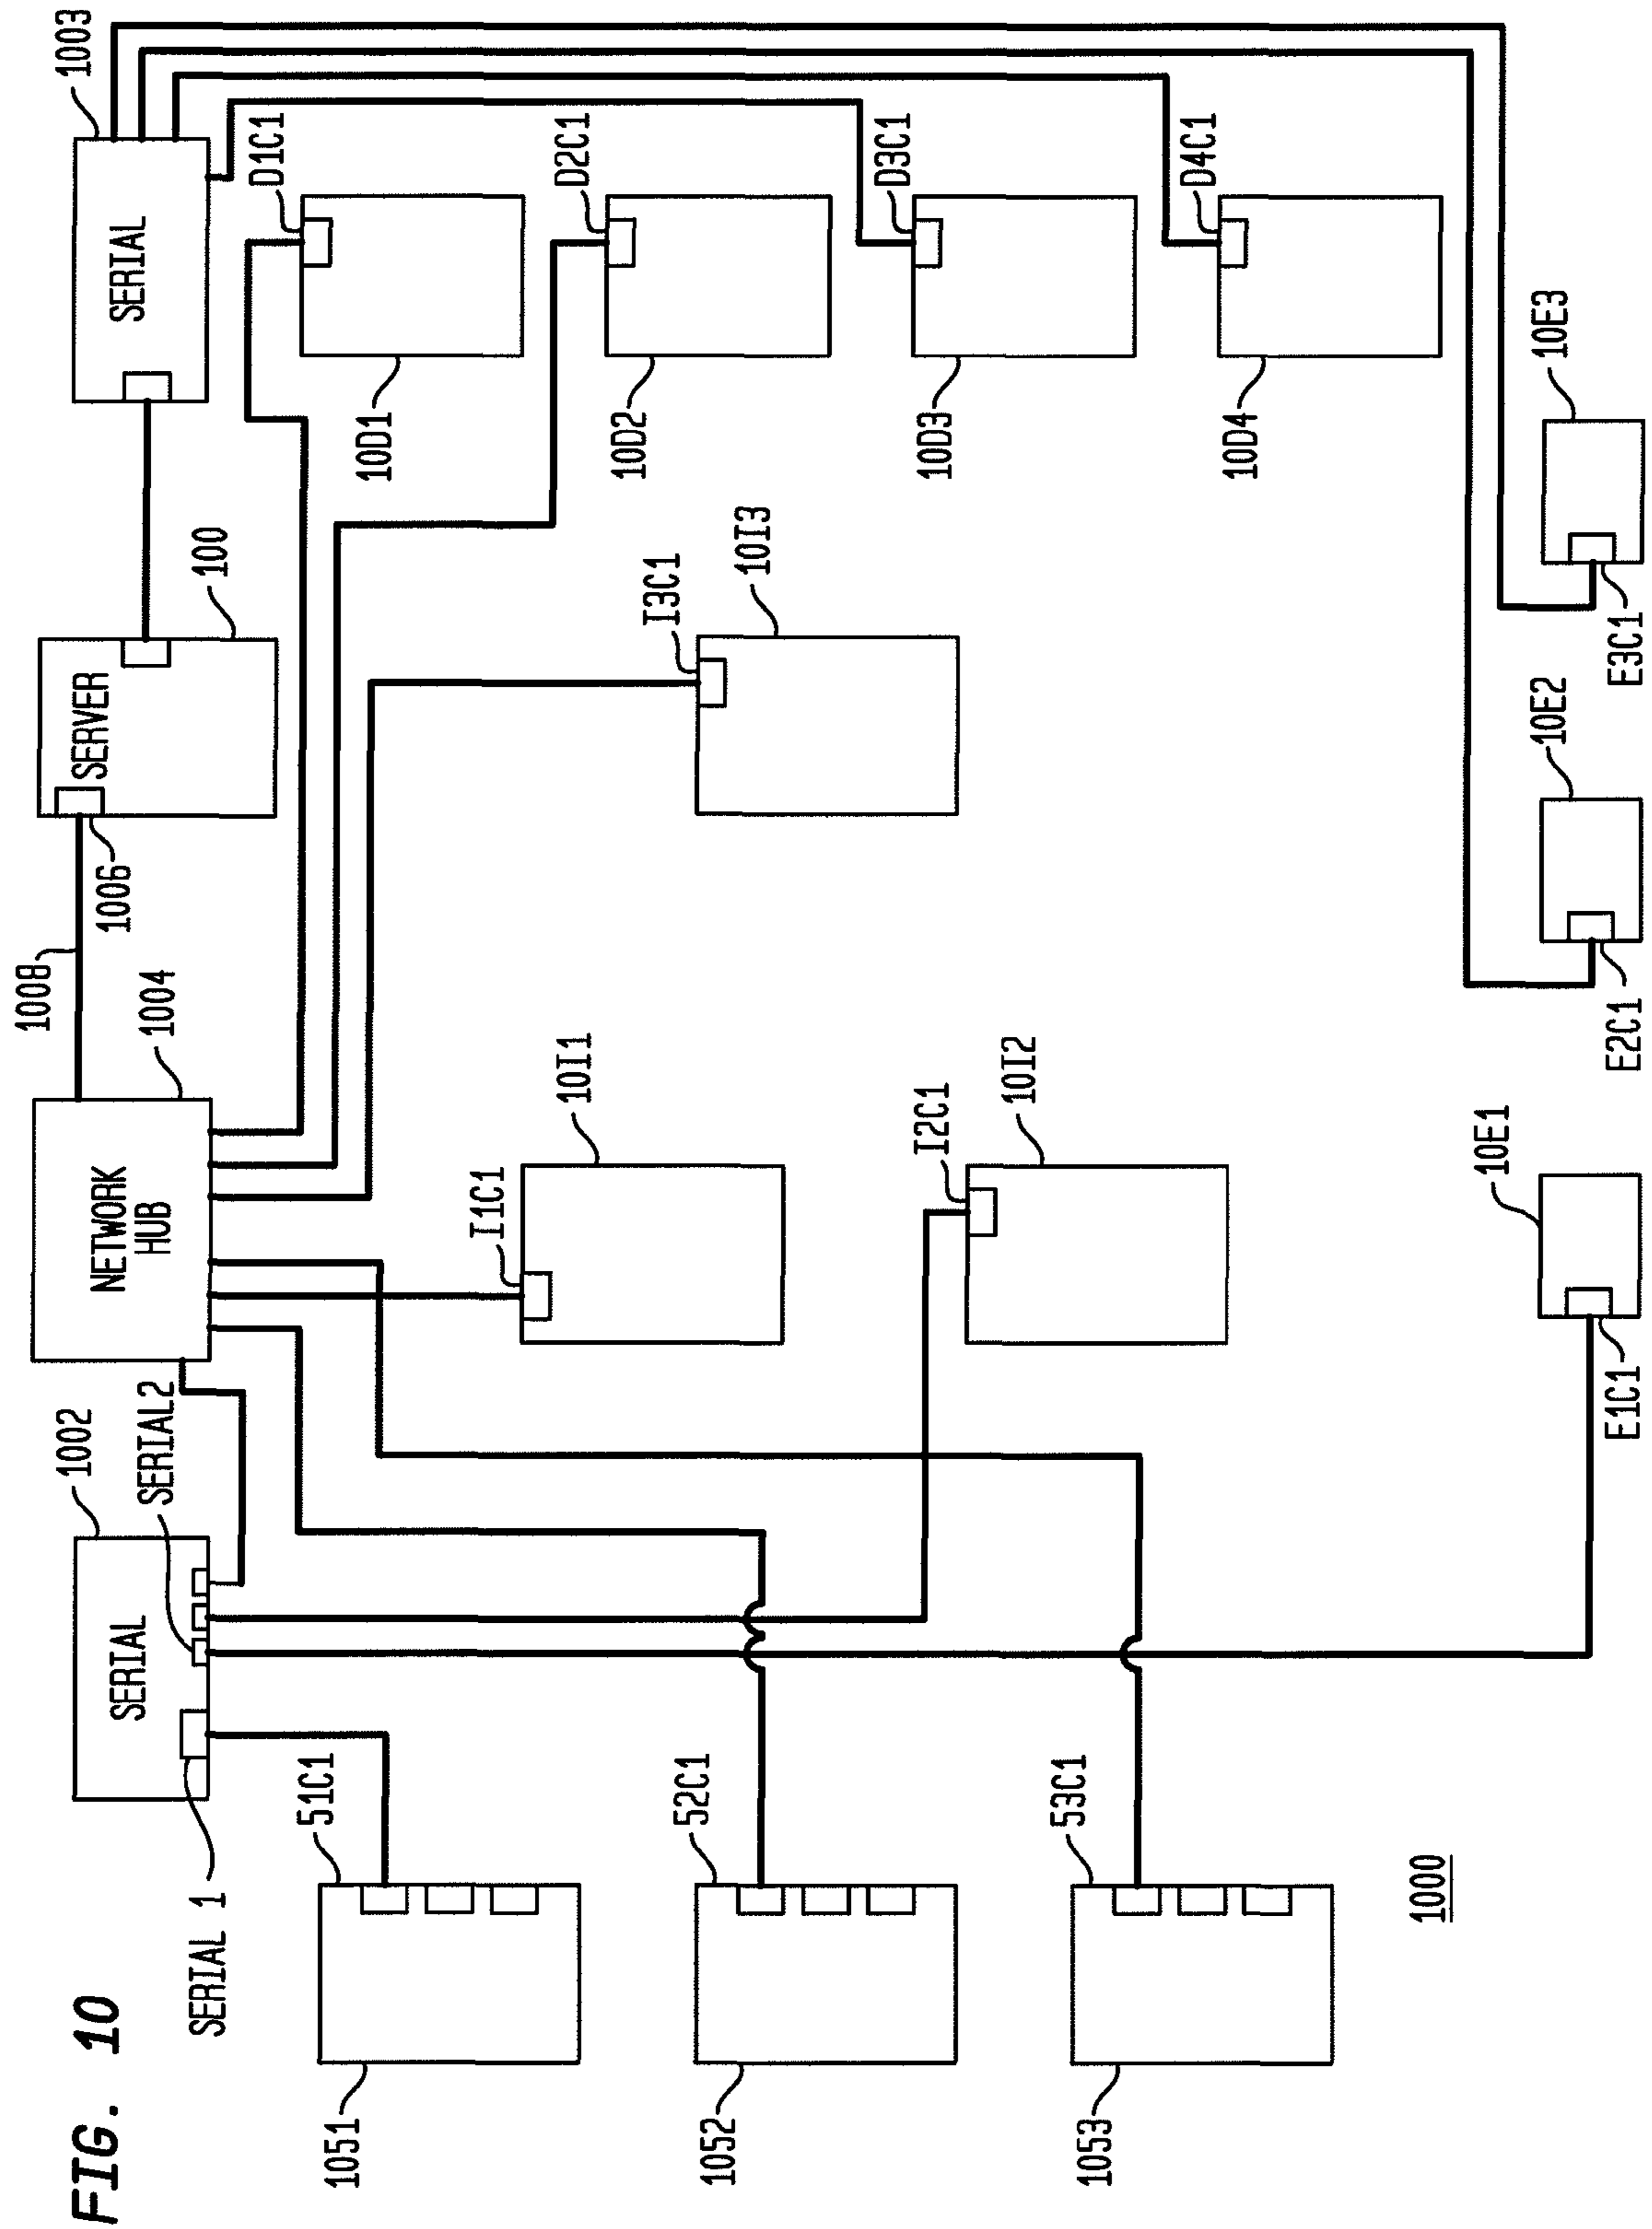 FIG. 10
SERIAL
1002
SERIAL 1
SERIAL2
NETWORK
HUB
1004
1008
SERVER
1006
100
SERIAL
1003
1051
51C1
1052
52C1
1053
53C1
I1C1
10I1
I2C1
10I2
I3C1
10I3
D1C1
10D1
D2C1
10D2
D3C1
10D3
D4C1
10D4
10E1
E1C1
10E2
E2C1
10E3
E3C1
1000